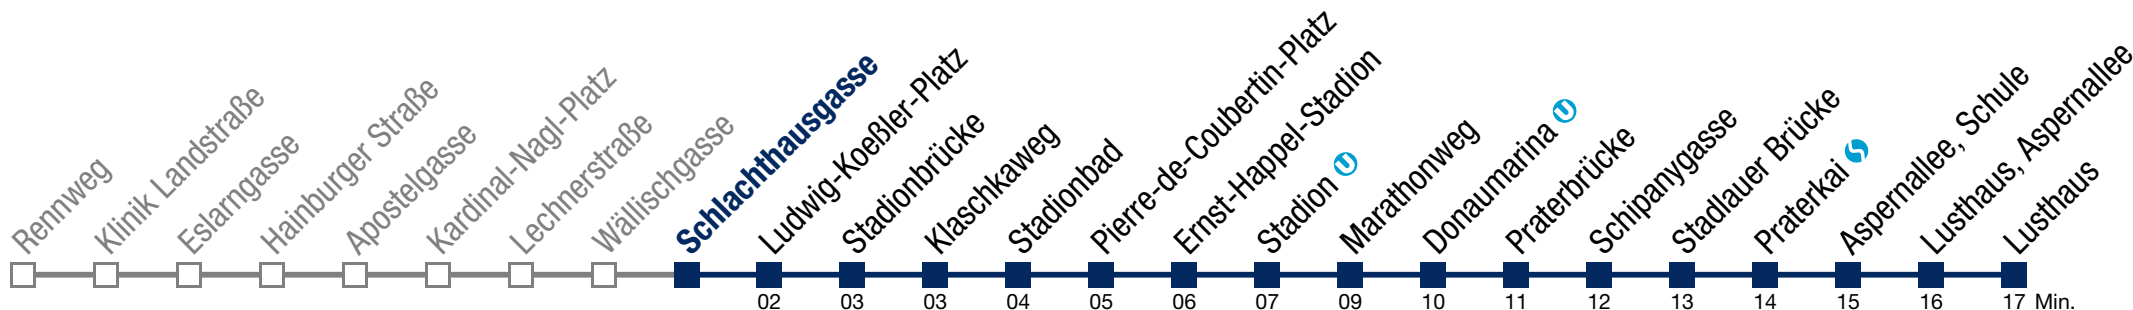 Rennweg
Klinik Landstraße
Eslarngasse
Hainburger Straße
Apostelgasse
Kardinal-Nagl-Platz
Lechnerstraße
Wällischgasse
Schlachthausgasse
Ludwig-Koeßler-Platz
Stadionbrücke
Klaschkaweg
Stadionbad
Pierre-de-Coubertin-Platz
Ernst-Happel-Stadion
Stadion U
Marathonweg
Donaumarina U
Praterbrücke
Schipanygasse
Stadlauer Brücke
Praterkai S
Aspernallee, Schule
Lusthaus, Aspernallee
Lusthaus
02 03 03 04 05 06 07 09 10 11 12 13 14 15 16 17 Min.